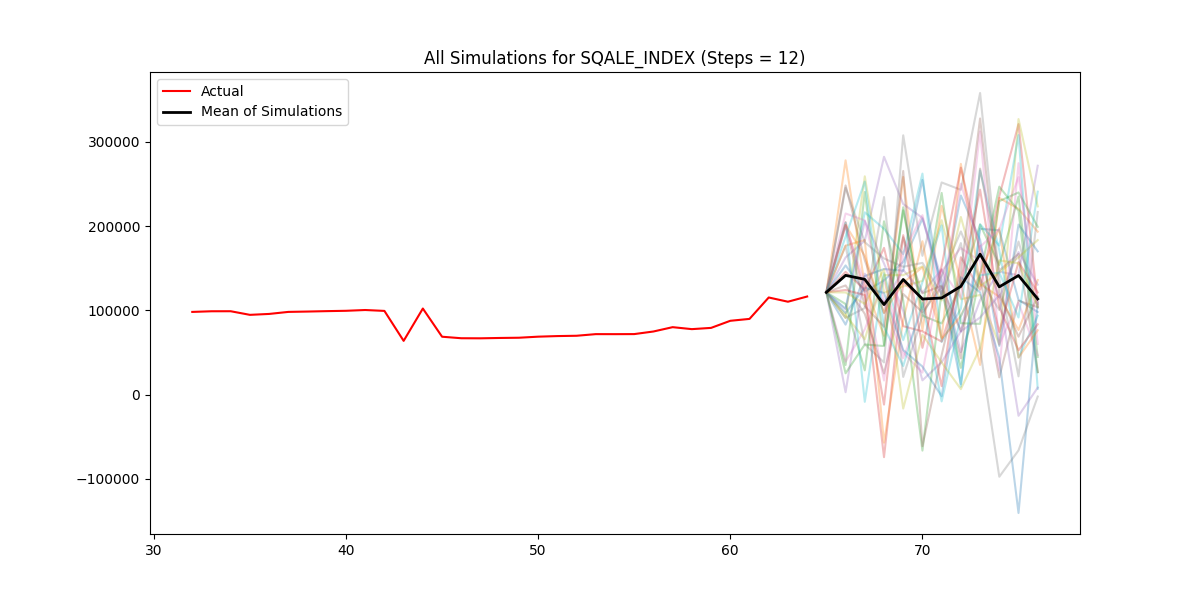 All Simulations for SQALE_INDEX (Steps = 12)
Actual
Mean of Simulations
300000
200000
100000
0
−100000
30 40 50 60 70